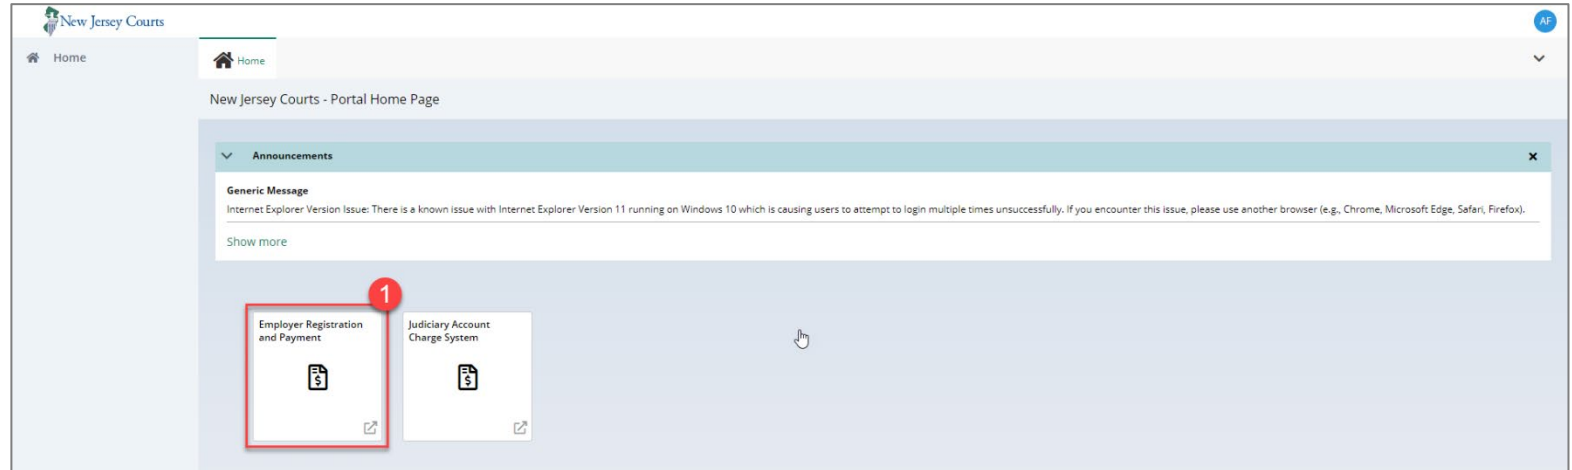 New Jersey Courts
AF
Home
Home
New Jersey Courts - Portal Home Page
Announcements
Generic Message
Internet Explorer Version Issue: There is a known issue with Internet Explorer Version 11 running on Windows 10 which is causing users to attempt to login multiple times unsuccessfully. If you encounter this issue, please use another browser (e.g., Chrome, Microsoft Edge, Safari, Firefox).
Show more
1
Employer Registration
and Payment
Judiciary Account
Charge System